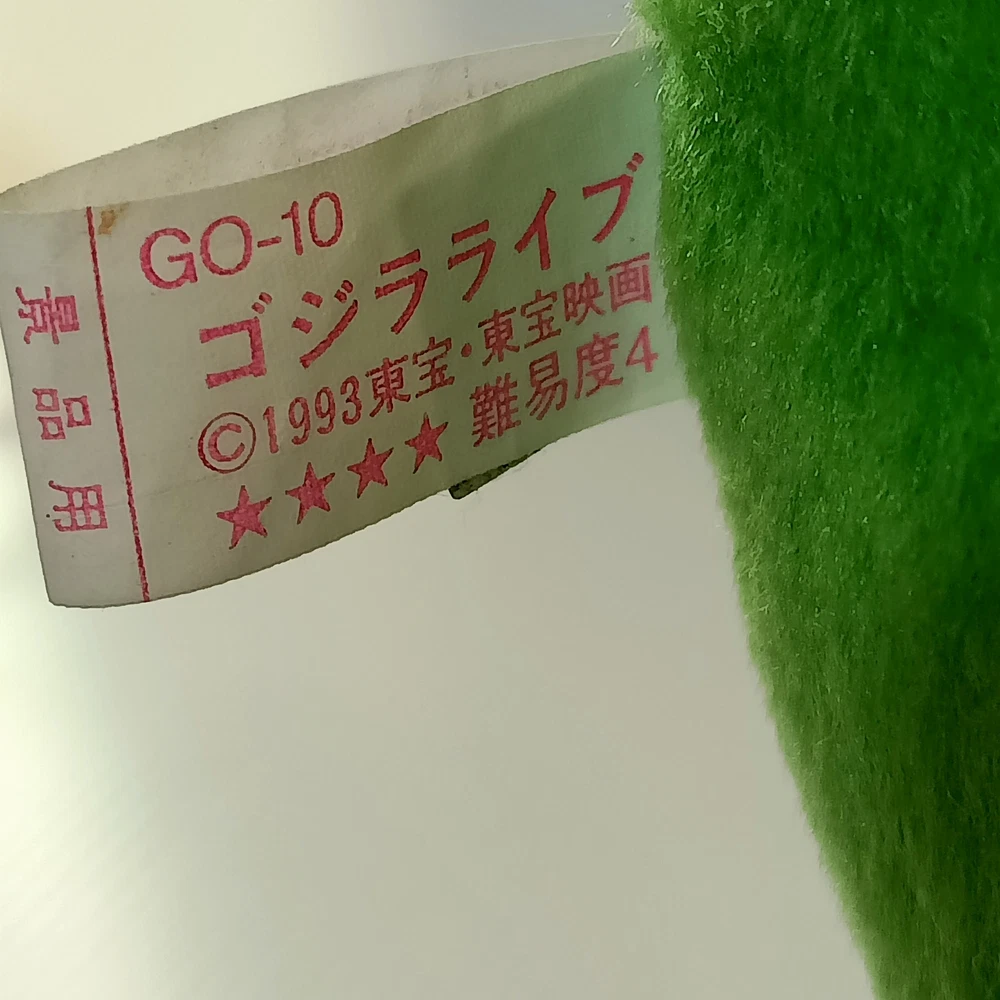 GO-10
ゴジラライブ
©1993東宝・東宝映画
★★★★ 難易度4
景品用